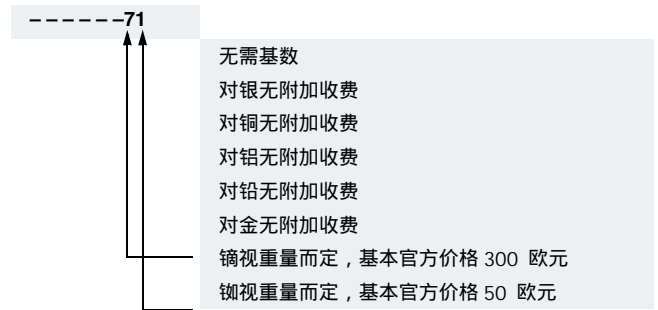 ––––––71
无需基数
对银无附加收费
对铜无附加收费
对铝无附加收费
对铅无附加收费
对金无附加收费
镝视重量而定，基本官方价格 300 欧元
铷视重量而定，基本官方价格 50 欧元